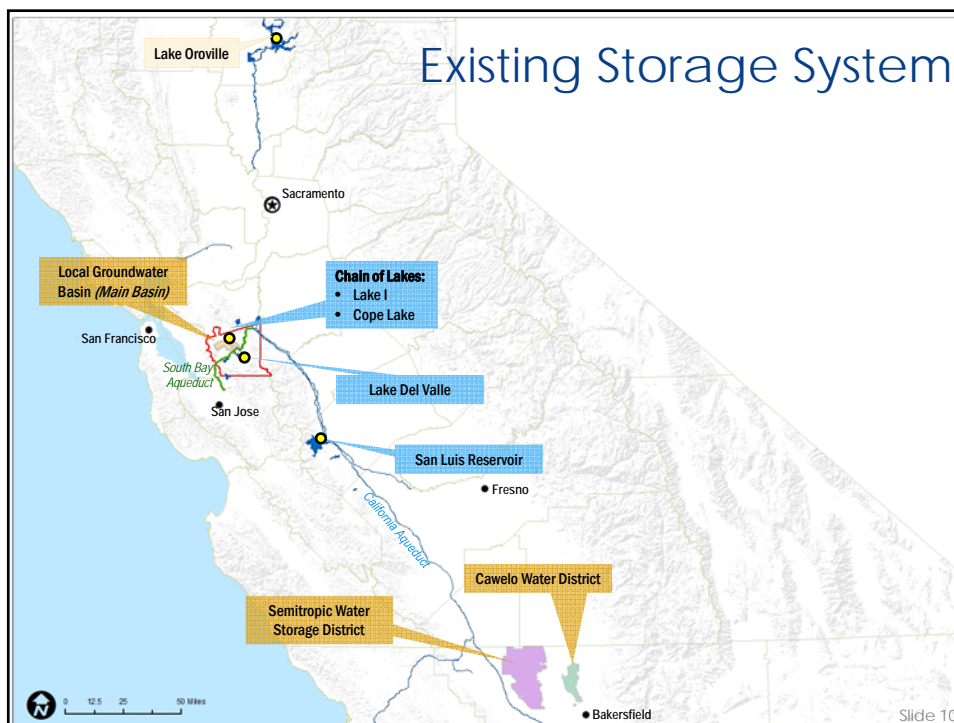 Existing Storage System
Lake Oroville
Sacramento
Local Groundwater
Basin (Main Basin)
Chain of Lakes:
• Lake I
• Cope Lake
San Francisco
South Bay
Aqueduct
Lake Del Valle
San Jose
San Luis Reservoir
Fresno
California Aqueduct
Cawelo Water District
Semitropic Water
Storage District
N
0 12.5 25 50 Miles
Bakersfield
Slide 10